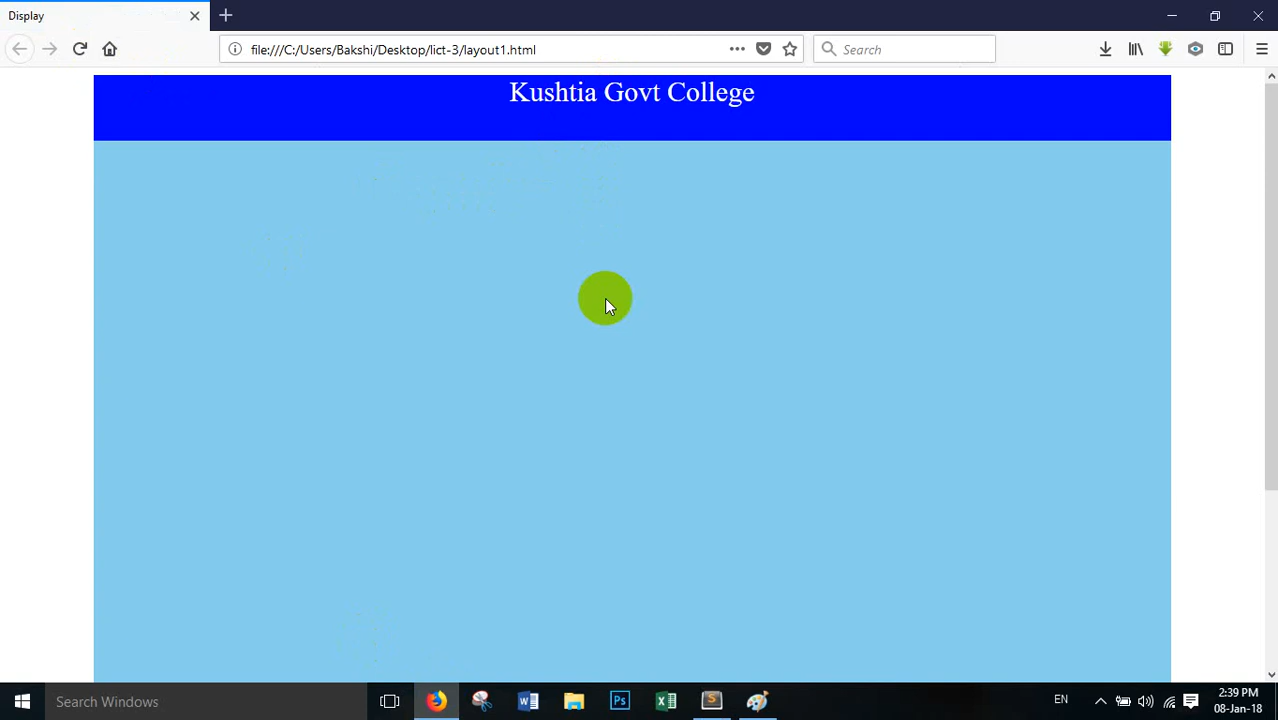 Display
file:///C:/Users/Bakshi/Desktop/lict-3/layout1.html
Search
Kushtia Govt College
Search Windows
EN
2:39 PM
08-Jan-18